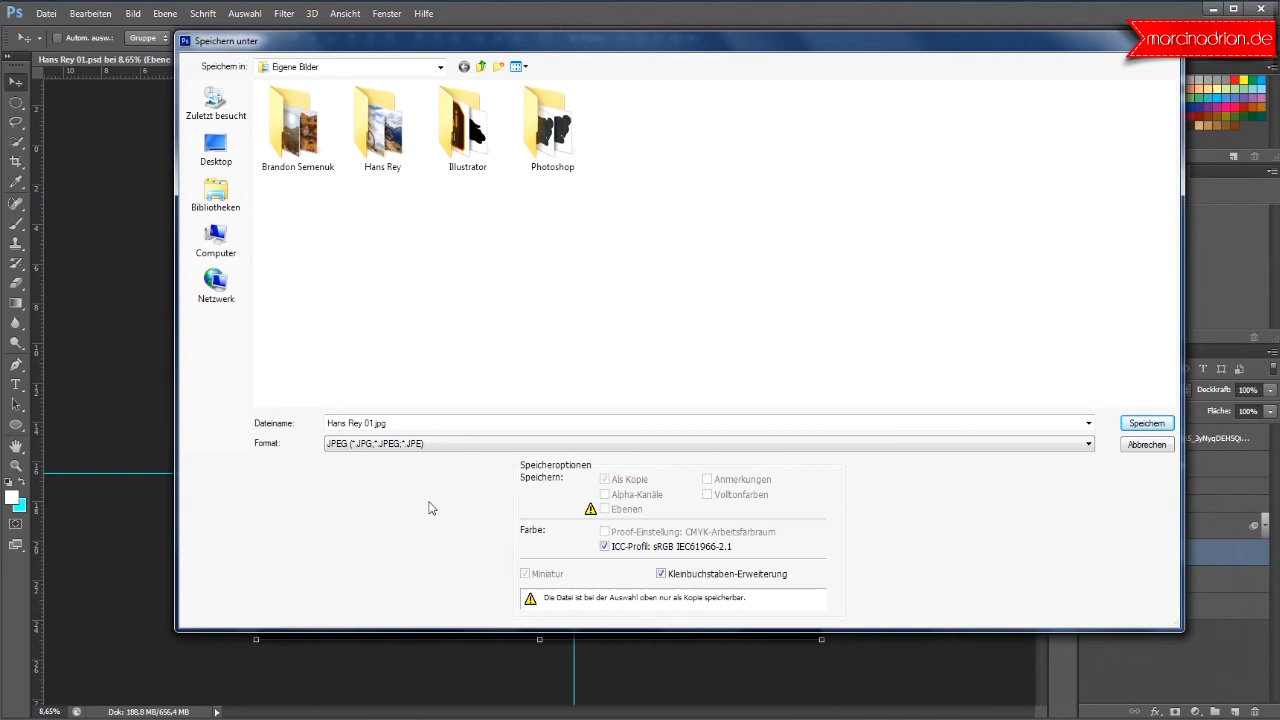 Ps Datei Bearbeiten Bild Ebene Schrift Auswahl Filter 3D Ansicht Fenster Hilfe
Autom. ausw.: Gruppe
marcinadrian.de
Hans Rey 01.psd bei 8,65% (Ebene
10 8 6
Speichern unter
Speichern in: Eigene Bilder
Zuletzt besucht
Desktop
Bibliotheken
Computer
Netzwerk
Brandon Semenuk
Hans Rey
Illustrator
Photoshop
Dateiname: Hans Rey 01.jpg Speichern
Format: JPEG (*.JPG;*.JPEG;*.JPE) Abbrechen
Speicheroptionen
Speichern: Als Kopie Anmerkungen
Alpha-Kanäle Volltonfarben
Ebenen
Farbe: Proof-Einstellung: CMYK-Arbeitsfarbraum
ICC-Profil: sRGB IEC61966-2.1
Miniatur Kleinbuchstaben-Erweiterung
Die Datei ist bei der Auswahl oben nur als Kopie speicherbar.
Deckkraft: 100%
Fläche: 100%
8,65% Dok: 188,8 MB/656,4 MB